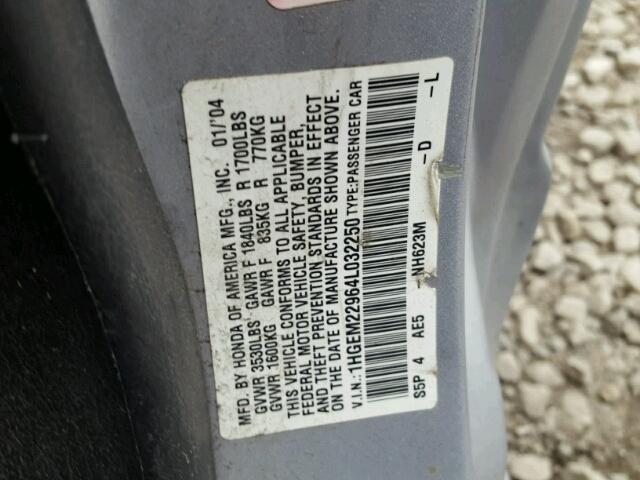 MFD. BY HONDA OF AMERICA MFG., INC. 01/'04
GVWR 3530LBS GAWR F 1840LBS R 1700LBS
GVWR 1600KG GAWR F 835KG R 770KG
THIS VEHICLE CONFORMS TO ALL APPLICABLE
FEDERAL MOTOR VEHICLE SAFETY, BUMPER,
AND THEFT PREVENTION STANDARDS IN EFFECT
ON THE DATE OF MANUFACTURE SHOWN ABOVE.
V.I.N.:1HGEM22964L032250 TYPE:PASSENGER CAR
S5P 4 AE5 -NH623M -D -L